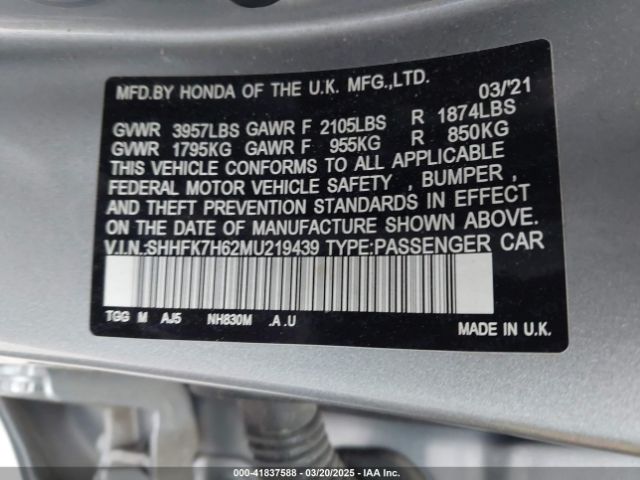 MFD.BY HONDA OF THE U.K. MFG.,LTD. 03/'21
GVWR 3957LBS GAWR F 2105LBS R 1874LBS
GVWR 1795KG GAWR F 955KG R 850KG
THIS VEHICLE CONFORMS TO ALL APPLICABLE
FEDERAL MOTOR VEHICLE SAFETY , BUMPER ,
AND THEFT PREVENTION STANDARDS IN EFFECT
ON THE DATE OF MANUFACTURE SHOWN ABOVE.
V.I.N.:SHHFK7H62MU219439 TYPE:PASSENGER CAR
TGG M AJ5 NH830M .A .U
MADE IN U.K.
000-41837588 — 03/20/2025 — IAA Inc.